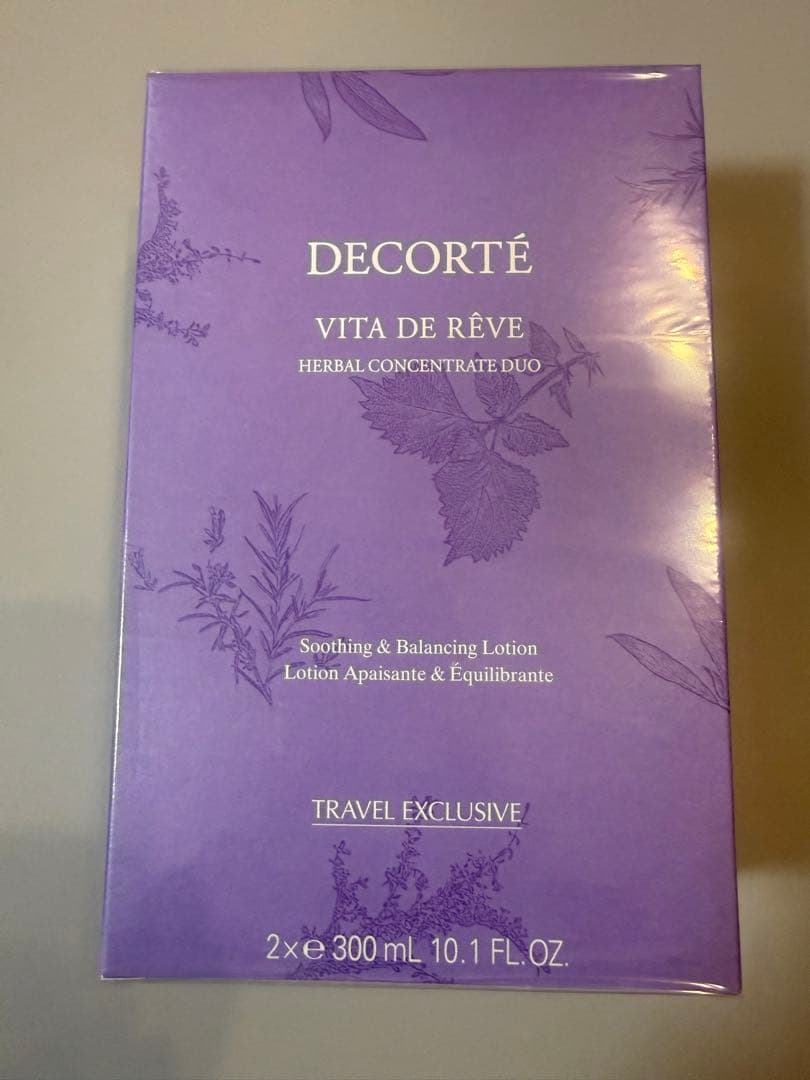 DECORTÉ
VITA DE RÊVE
HERBAL CONCENTRATE DUO
Soothing & Balancing Lotion
Lotion Apaisante & Équilibrante
TRAVEL EXCLUSIVE
2x℮ 300 mL 10.1 FL.OZ.